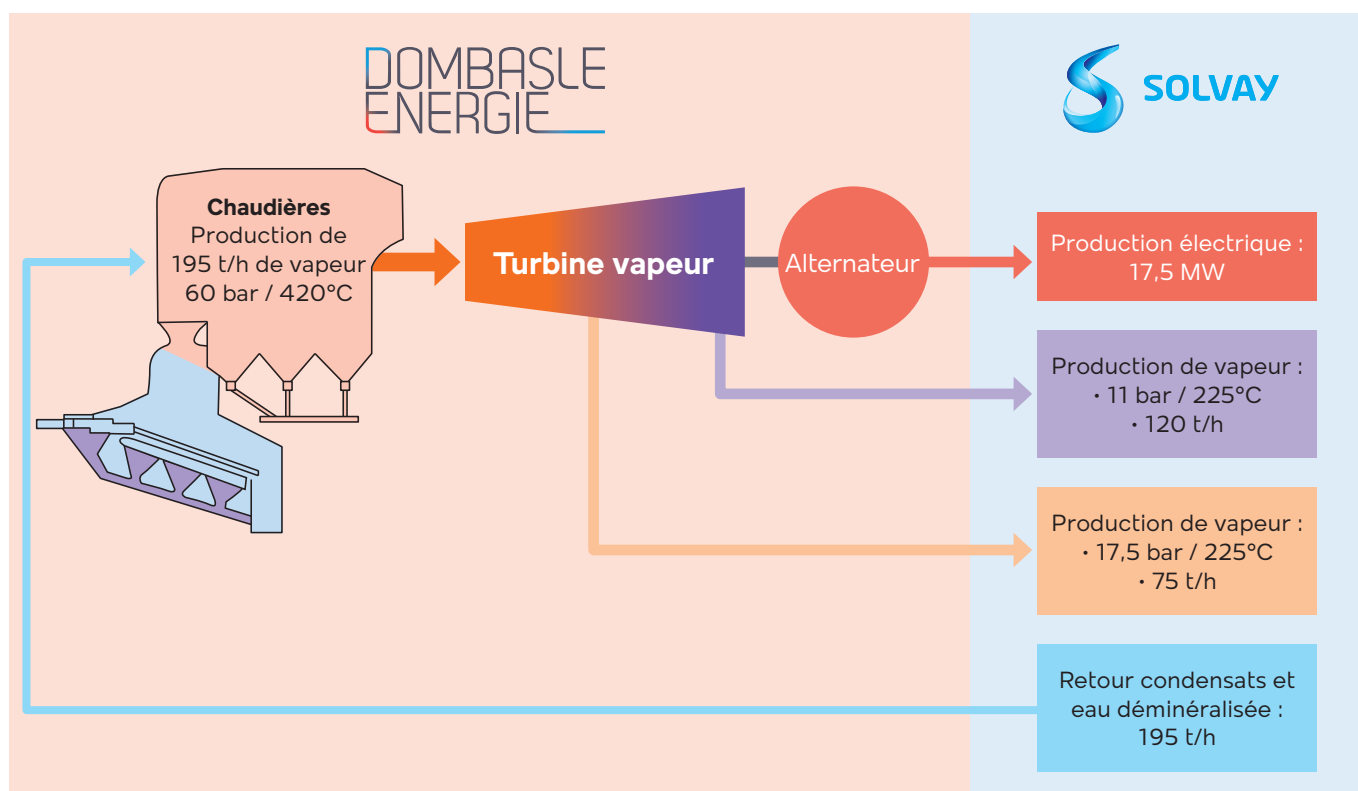 DOMBASLE
ENERGIE
SOLVAY
Chaudières
Production de
195 t/h de vapeur
60 bar / 420°C
Turbine vapeur
Alternateur
Production électrique :
17,5 MW
Production de vapeur :
• 11 bar / 225°C
• 120 t/h
Production de vapeur :
• 17,5 bar / 225°C
• 75 t/h
Retour condensats et
eau déminéralisée :
195 t/h